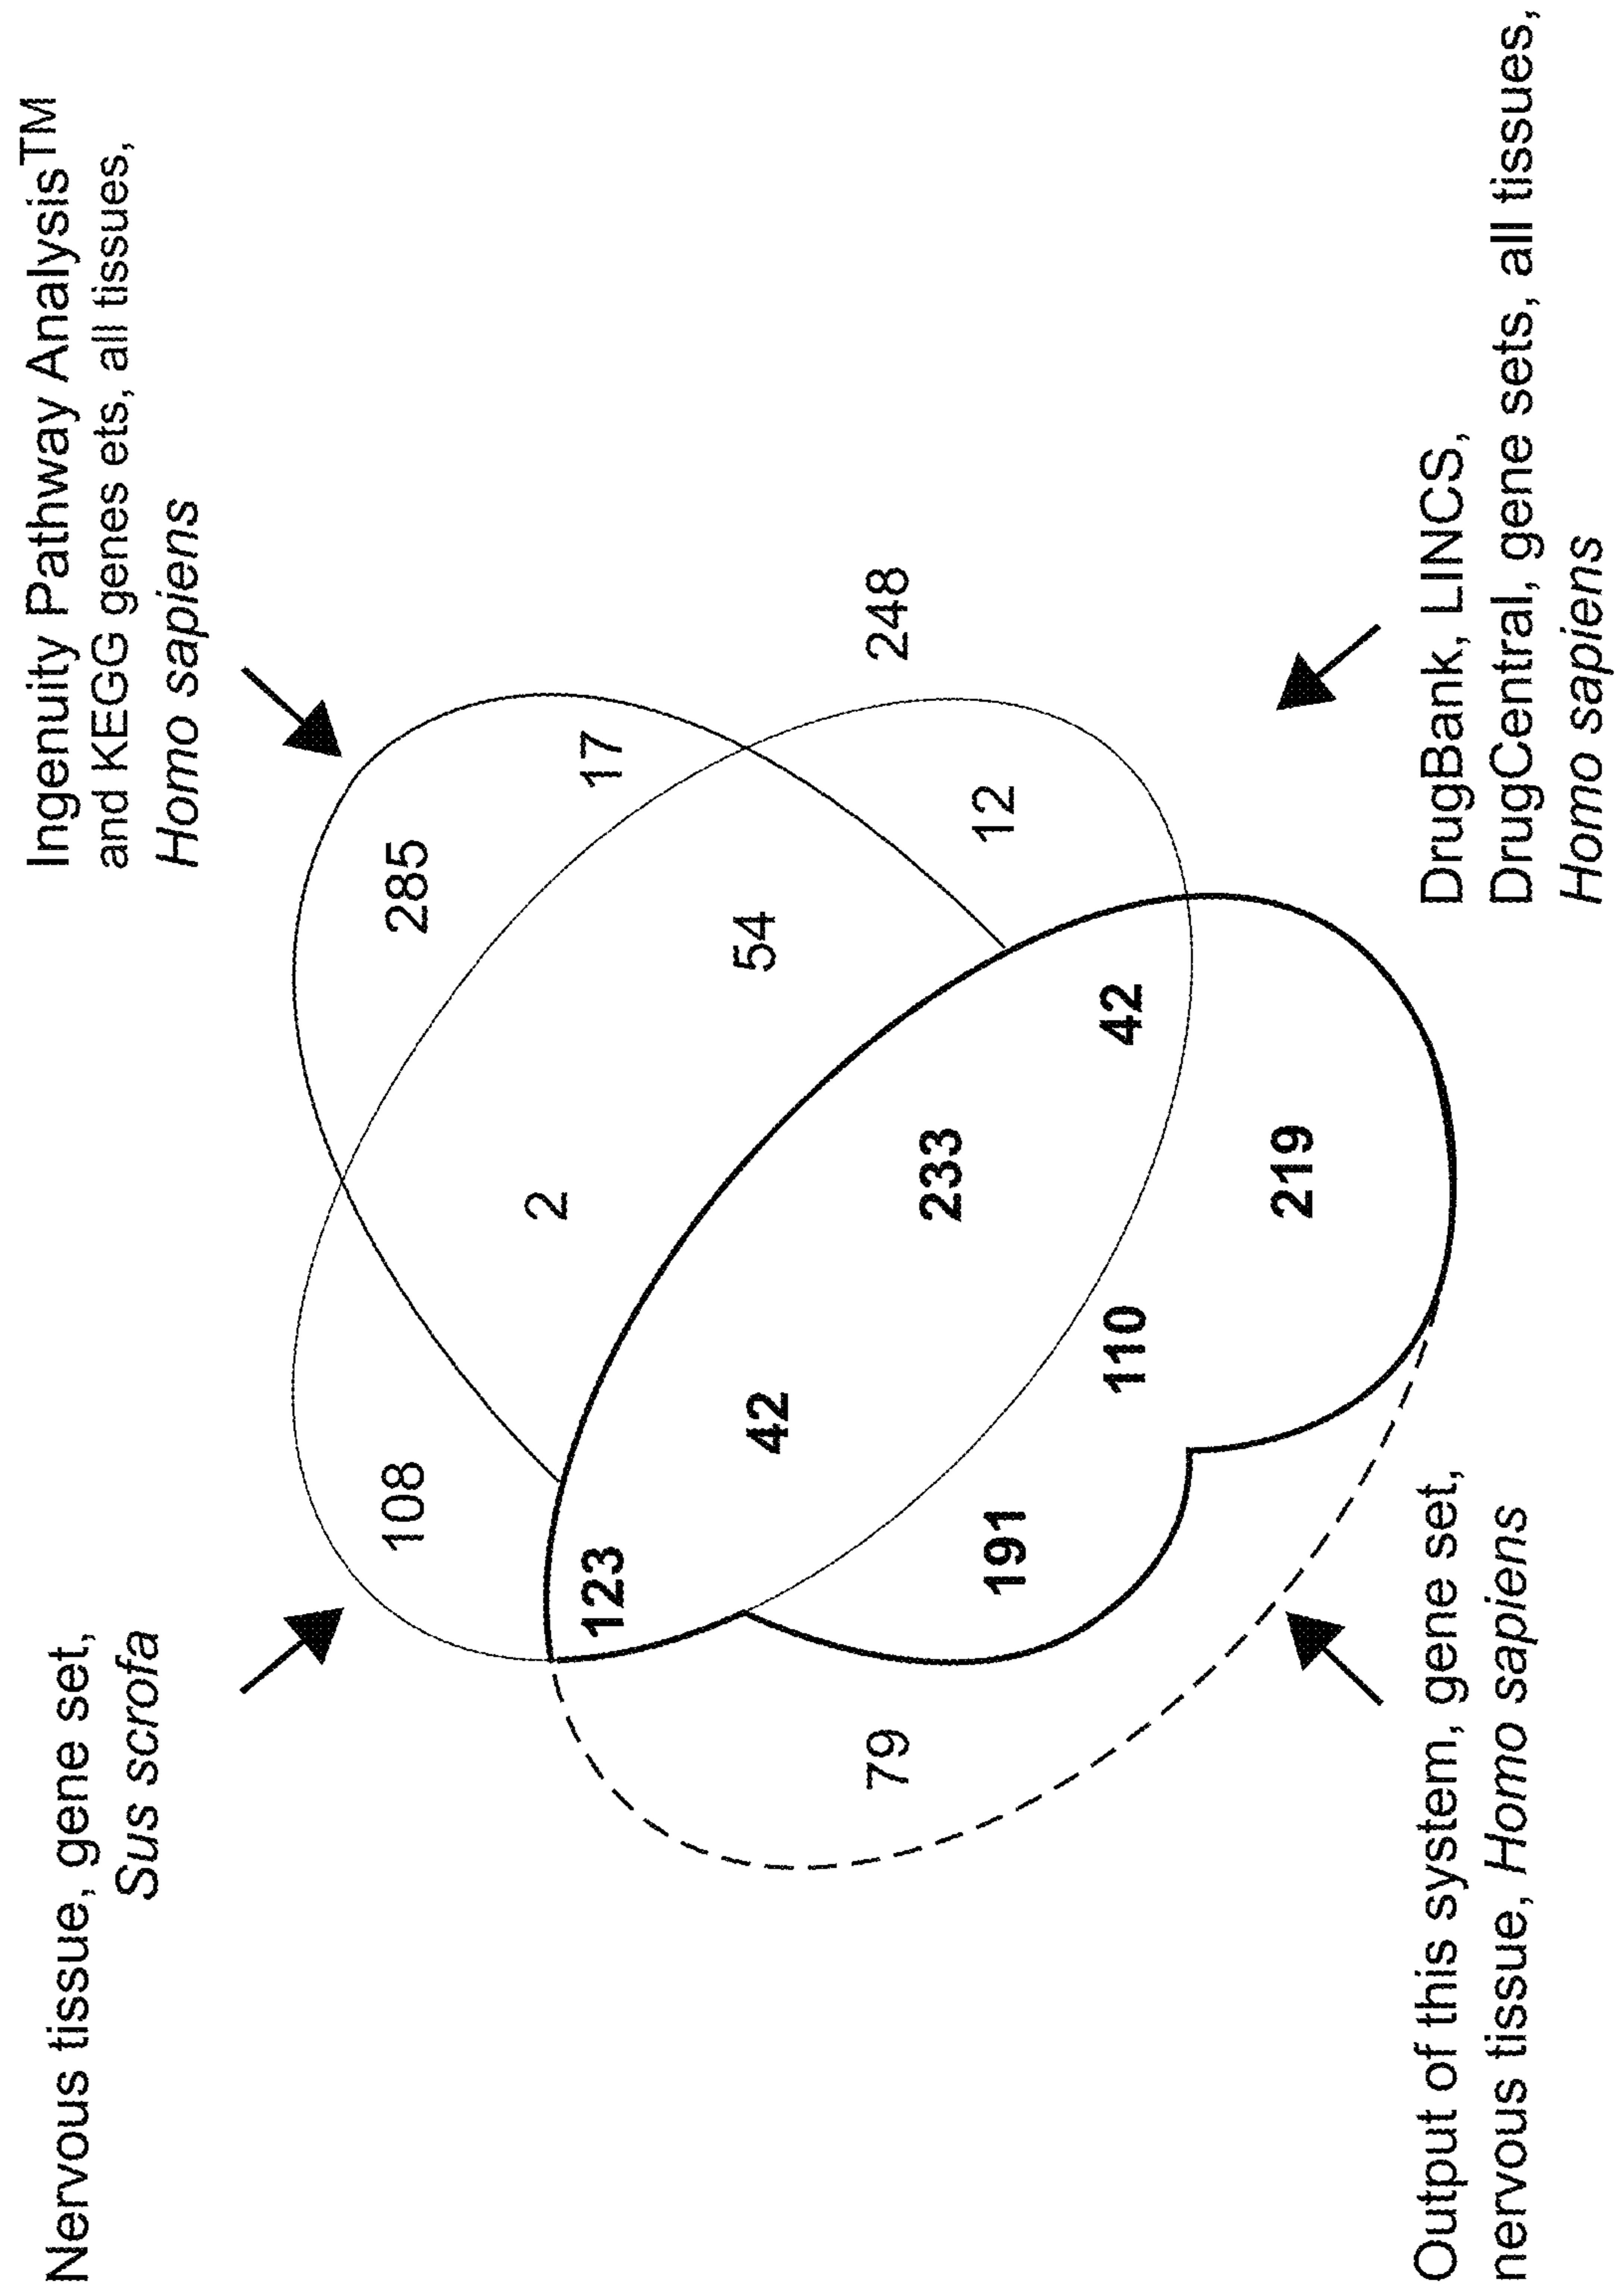 Nervous tissue, gene set,
Sus scrofa
Ingenuity Pathway Analysis™
and KEGG genes ets, all tissues,
Homo sapiens
108
285
2
123
17
42
54
79
248
233
191
12
110
42
219
Output of this system, gene set,
nervous tissue, Homo sapiens
DrugBank, LINCS,
DrugCentral, gene sets, all tissues,
Homo sapiens